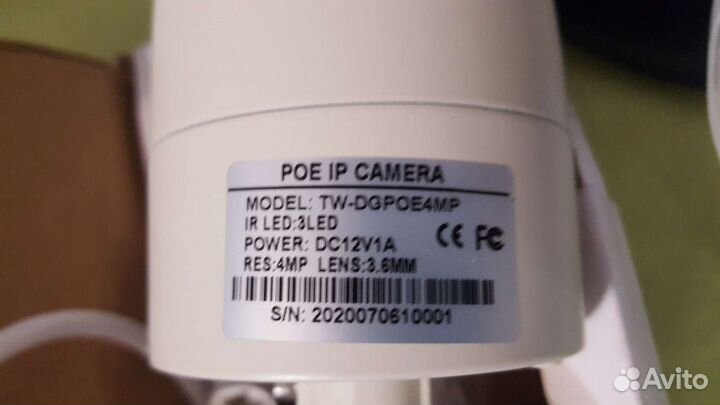 POE IP CAMERA
MODEL: TW-DGPOE4MP
IR LED:3LED
POWER: DC12V1A CE FC
RES:4MP LENS:3.6MM
S/N: 2020070610001
Avito